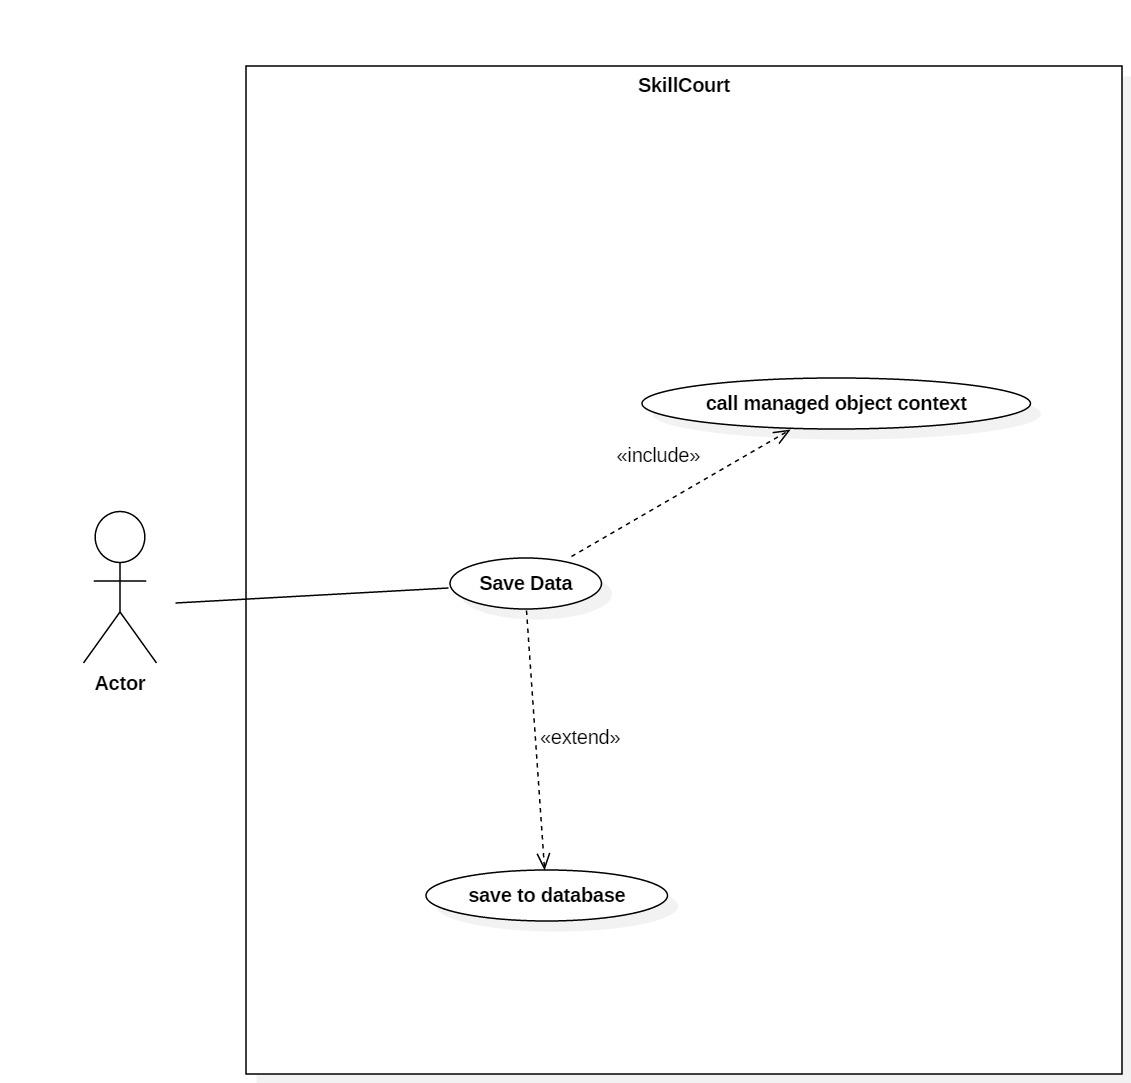 SkillCourt
call managed object context
«include»
Save Data
Actor
«extend»
save to database